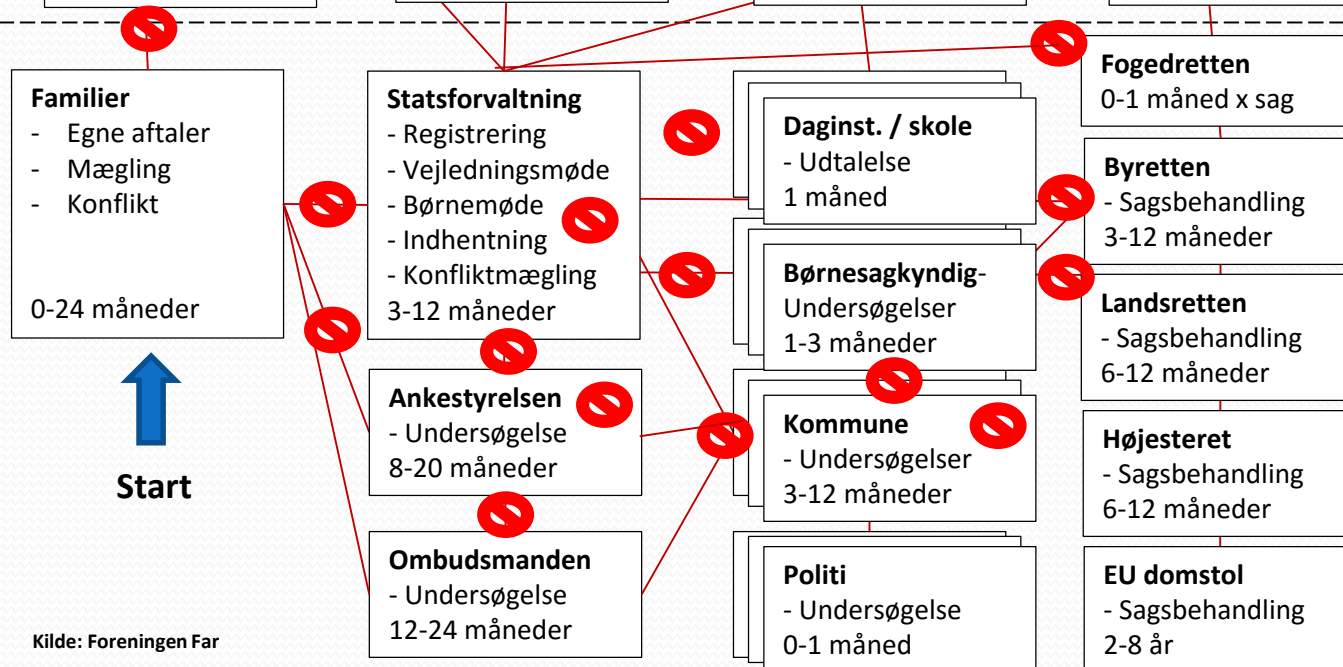 Familier
- Egne aftaler
- Mægling
- Konflikt
0-24 måneder
Start
Kilde: Foreningen Far
Statsforvaltning
- Registrering
- Vejledningsmøde
- Børnemøde
- Indhentning
- Konfliktmægling
3-12 måneder
Ankestyrelsen
- Undersøgelse
8-20 måneder
Ombudsmanden
- Undersøgelse
12-24 måneder
Daginst. / skole
- Udtalelse
1 måned
Børnesagkyndig-
Undersøgelser
1-3 måneder
Kommune
- Undersøgelser
3-12 måneder
Politi
- Undersøgelse
0-1 måned
Fogedretten
0-1 måned x sag
Byretten
- Sagsbehandling
3-12 måneder
Landsretten
- Sagsbehandling
6-12 måneder
Højesteret
- Sagsbehandling
6-12 måneder
EU domstol
- Sagsbehandling
2-8 år